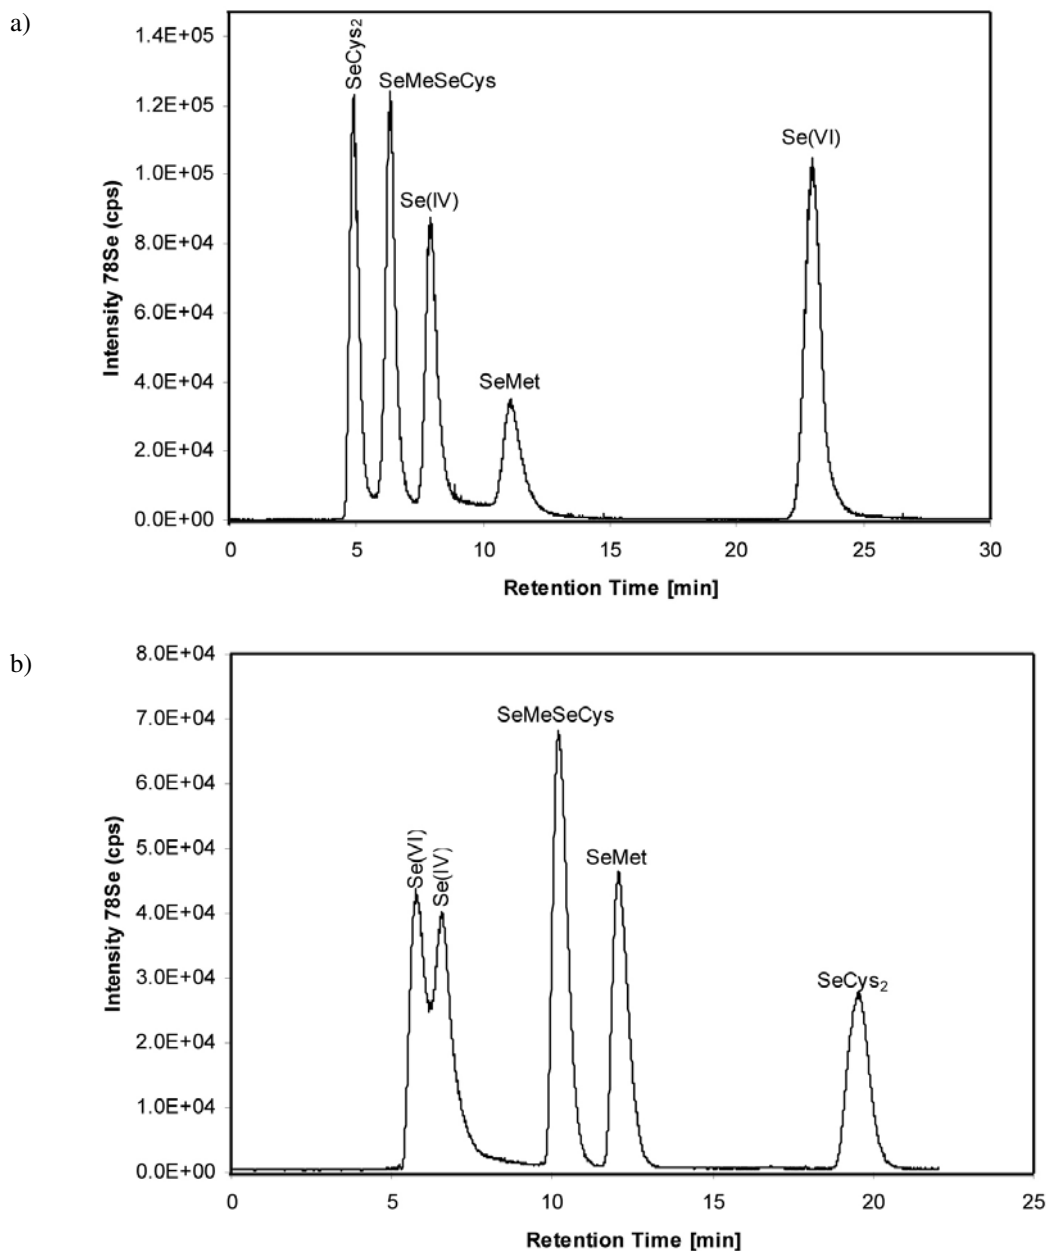 a)
1.4E+05
1.2E+05
1.0E+05
8.0E+04
6.0E+04
4.0E+04
2.0E+04
0.0E+00
Intensity 78Se (cps)
SeCys₂
SeMeSeCys
Se(IV)
SeMet
Se(VI)
0 5 10 15 20 25 30
Retention Time [min]
b)
8.0E+04
7.0E+04
6.0E+04
5.0E+04
4.0E+04
3.0E+04
2.0E+04
1.0E+04
0.0E+00
Intensity 78Se (cps)
Se(VI)
Se(IV)
SeMeSeCys
SeMet
SeCys₂
0 5 10 15 20 25
Retention Time [min]